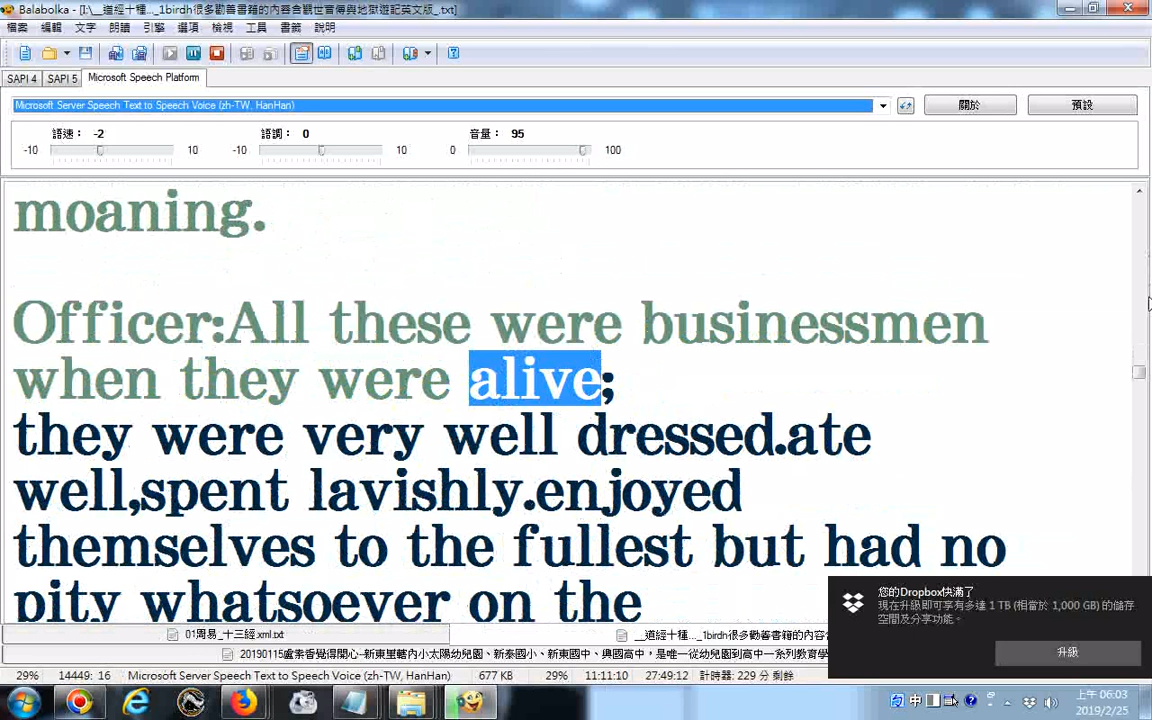 Balabolka - [I:\__道經十種..._1birdh很多勸善書籍的內容含觀世音傳與地獄遊記英文版_.txt]
檔案 編輯 文字 朗讀 引擎 選項 檢視 工具 書籤 說明
SAPI 4 SAPI 5 Microsoft Speech Platform
Microsoft Server Speech Text to Speech Voice (zh-TW, HanHan) 關於 預設
語速： -2 語調： 0 音量： 95
-10 10 -10 10 0 100
moaning.
Officer:All these were businessmen
when they were alive;
they were very well dressed.ate
well,spent lavishly.enjoyed
themselves to the fullest but had no
pity whatsoever on the
您的Dropbox快滿了
現在升級即可享有多達 1 TB (相當於 1,000 GB) 的儲存
空間及分享功能。
升級
01周易_十三經.xml.txt __道經十種..._1birdh很多勸善書籍的內容含
20190115盧素香覺得開心-新東里轄內小太陽幼兒園、新泰國小、新東國中、興國高中，是唯一從幼兒園到高中一系列教育學
29% 14449: 16 Microsoft Server Speech Text to Speech Voice (zh-TW, HanHan) 677 KB 29% 11:11:10 27:49:12 計時器: 229 分 剩餘
中
上午 06:03
2019/2/25